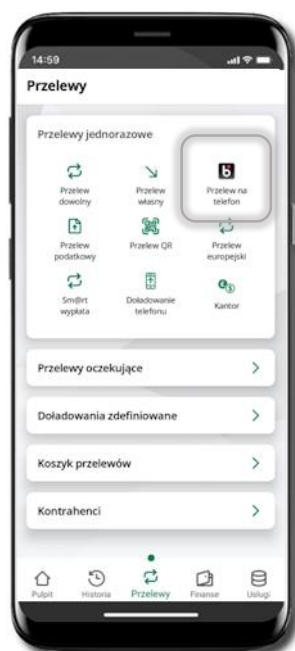 14:59
Przelewy
Przelewy jednorazowe
Przelew
dowolny
Przelew
własny
Przelew na
telefon
Przelew
podatkowy
Przelew QR
Przelew
europejski
Sm@rt
wypłata
Doładowanie
telefonu
Kantor
Przelewy oczekujące
Doładowania zdefiniowane
Koszyk przelewów
Kontrahenci
Pulpit
Historia
Przelewy
Finanse
Usługi